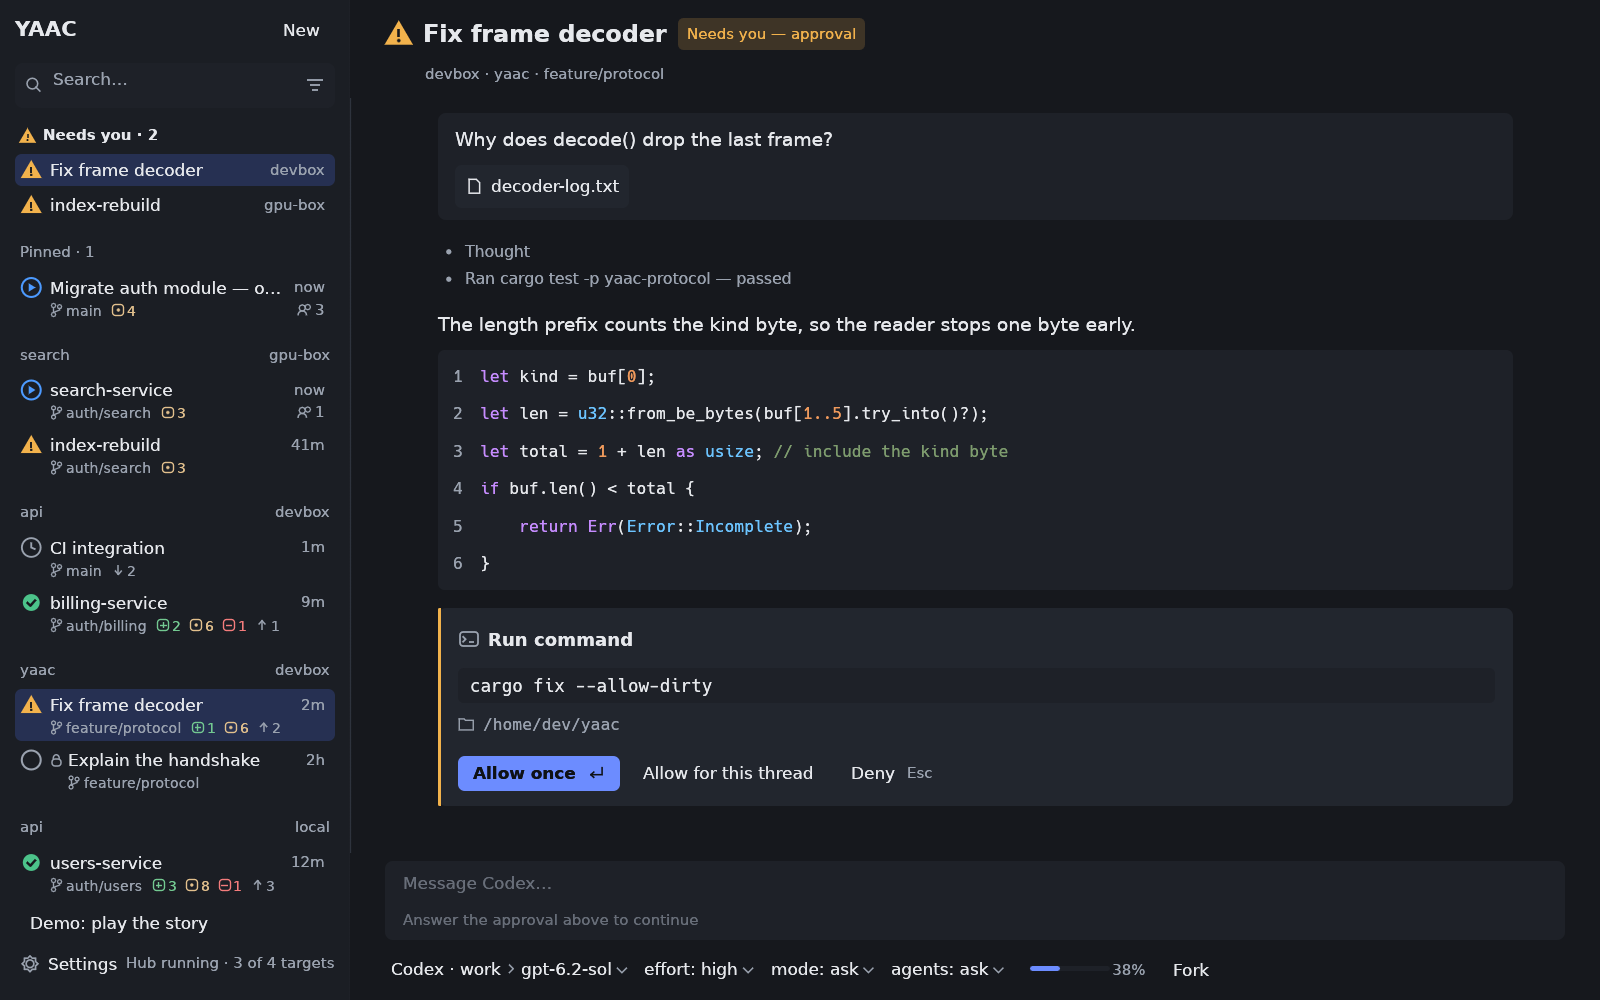 YAAC
New
Search...
Needs you · 2
Fix frame decoder devbox
index-rebuild gpu-box
Pinned · 1
Migrate auth module — o... now
main 4 3
search gpu-box
search-service now
auth/search 3 1
index-rebuild 41m
auth/search 3
api devbox
CI integration 1m
main 2
billing-service 9m
auth/billing 2 6 1 1
yaac devbox
Fix frame decoder 2m
feature/protocol 1 6 2
Explain the handshake 2h
feature/protocol
api local
users-service 12m
auth/users 3 8 1 3
Demo: play the story
Settings Hub running · 3 of 4 targets
Fix frame decoder Needs you — approval
devbox · yaac · feature/protocol
Why does decode() drop the last frame?
decoder-log.txt
• Thought
• Ran cargo test -p yaac-protocol — passed
The length prefix counts the kind byte, so the reader stops one byte early.
1 let kind = buf[0];
2 let len = u32::from_be_bytes(buf[1..5].try_into()?);
3 let total = 1 + len as usize; // include the kind byte
4 if buf.len() < total {
5     return Err(Error::Incomplete);
6 }
Run command
cargo fix --allow-dirty
/home/dev/yaac
Allow once Allow for this thread Deny Esc
Message Codex...
Answer the approval above to continue
Codex · work gpt-6.2-sol effort: high mode: ask agents: ask 38% Fork